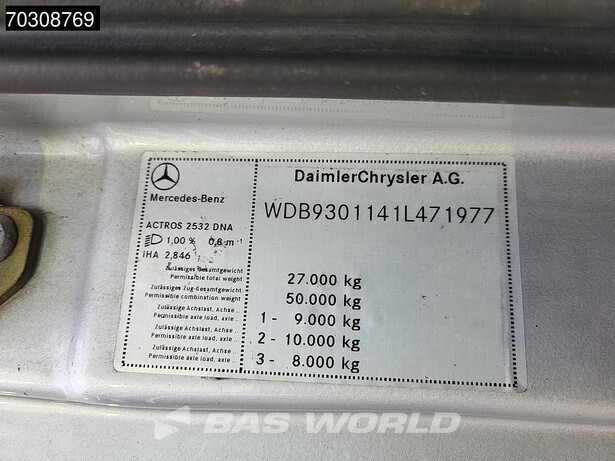 70308769
DaimlerChrysler A.G.
Mercedes-Benz
WDB9301141L471977
ACTROS 2532 DNA
1,00 % 0,8 m⁻¹
IHA 2,846
Zulässiges Gesamtgewicht
Permissible total weight
27.000 kg
Zulässiges Zug-Gesamtgewicht
Permissible combination weight
50.000 kg
Zulässige Achslast, Achse ..
Permissible axle load, axle ..
1 - 9.000 kg
Zulässige Achslast, Achse ..
Permissible axle load, axle ..
2 - 10.000 kg
Zulässige Achslast, Achse ..
Permissible axle load, axle ..
3 - 8.000 kg
BAS WORLD